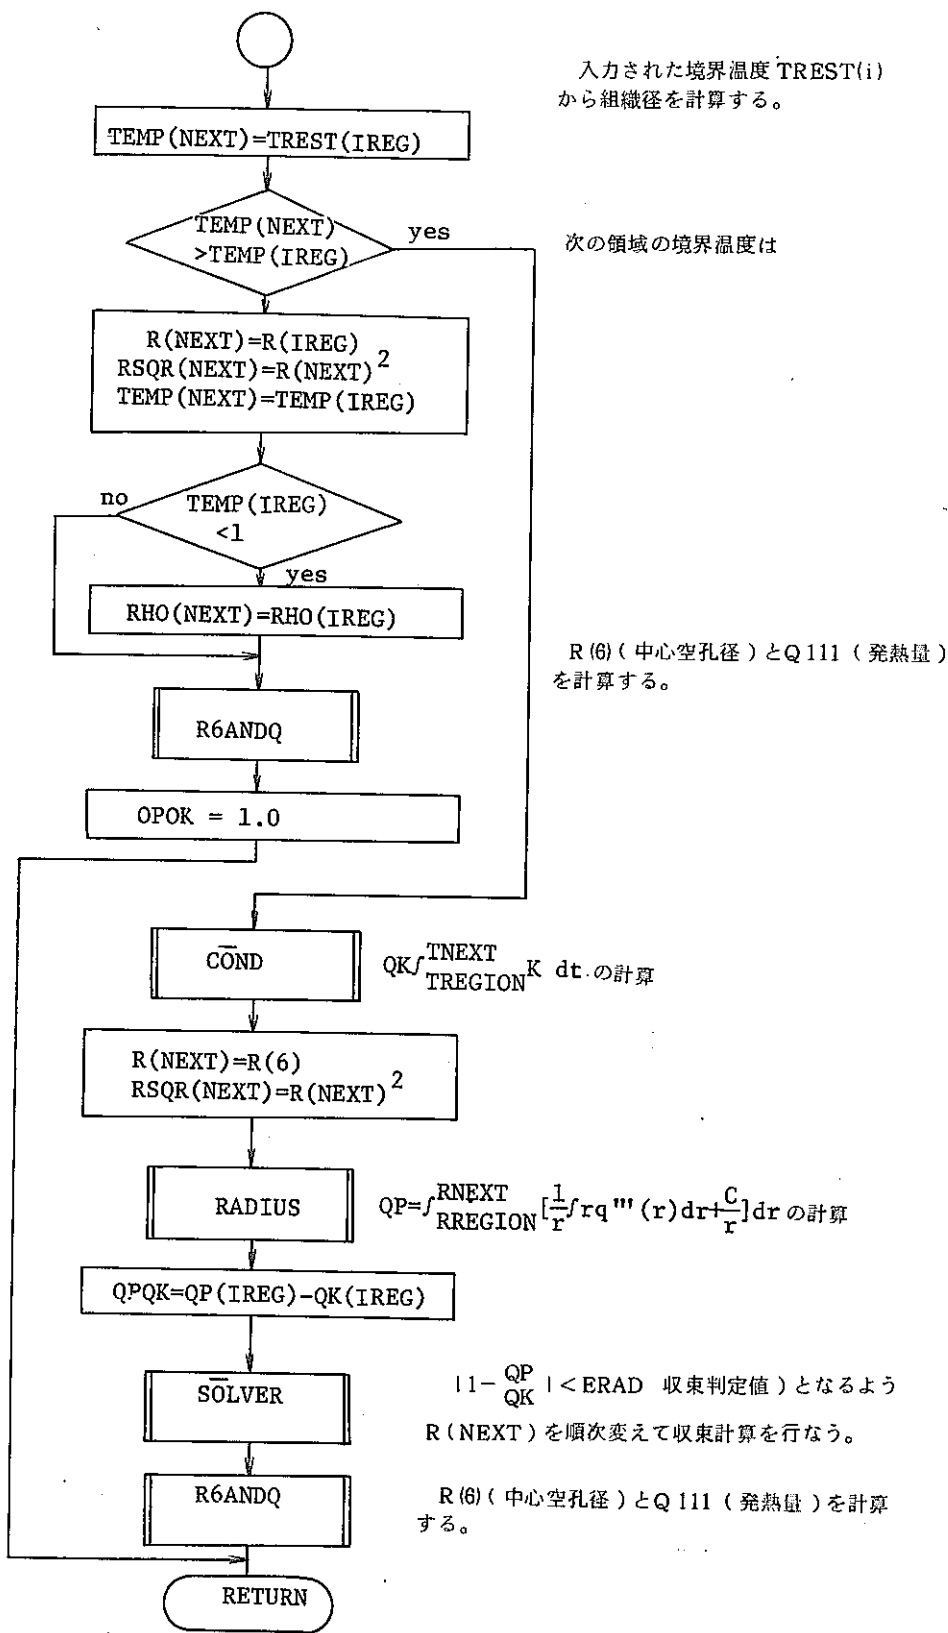 入力された境界温度 TREST(i)
から組織径を計算する。
TEMP(NEXT)=TREST(IREG)
TEMP(NEXT)
>TEMP(IREG)
yes
次の領域の境界温度は
R(NEXT)=R(IREG)
RSQR(NEXT)=R(NEXT)²
TEMP(NEXT)=TEMP(IREG)
no
TEMP(IREG)
<1
yes
RHO(NEXT)=RHO(IREG)
R(6)(中心空孔径)とQ111(発熱量)
を計算する。
R6ANDQ
OPOK = 1.0
CO̅ND
QK∫TNEXT TREGION K dt の計算
R(NEXT)=R(6)
RSQR(NEXT)=R(NEXT)²
RADIUS
QP=∫RNEXT RREGION [1/r∫rq'''(r)dr+C/r]dr の計算
QPQK=QP(IREG)-QK(IREG)
SO̅LVER
|1-QP/QK|<ERAD 収束判定値)となるよう
R(NEXT)を順次変えて収束計算を行なう。
R6ANDQ
R(6)(中心空孔径)とQ111(発熱量)を計算
する。
RETURN